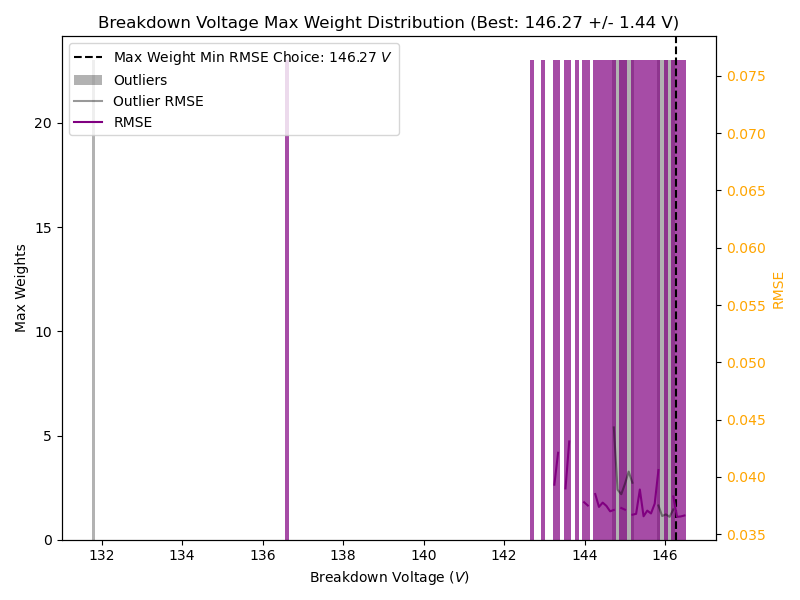 Breakdown Voltage Max Weight Distribution (Best: 146.27 +/- 1.44 V)
Max Weight Min RMSE Choice: 146.27 V
Outliers
Outlier RMSE
RMSE
Max Weights
0
5
10
15
20
0.035
0.040
0.045
0.050
0.055
0.060
0.065
0.070
0.075
RMSE
132
134
136
138
140
142
144
146
Breakdown Voltage (V)